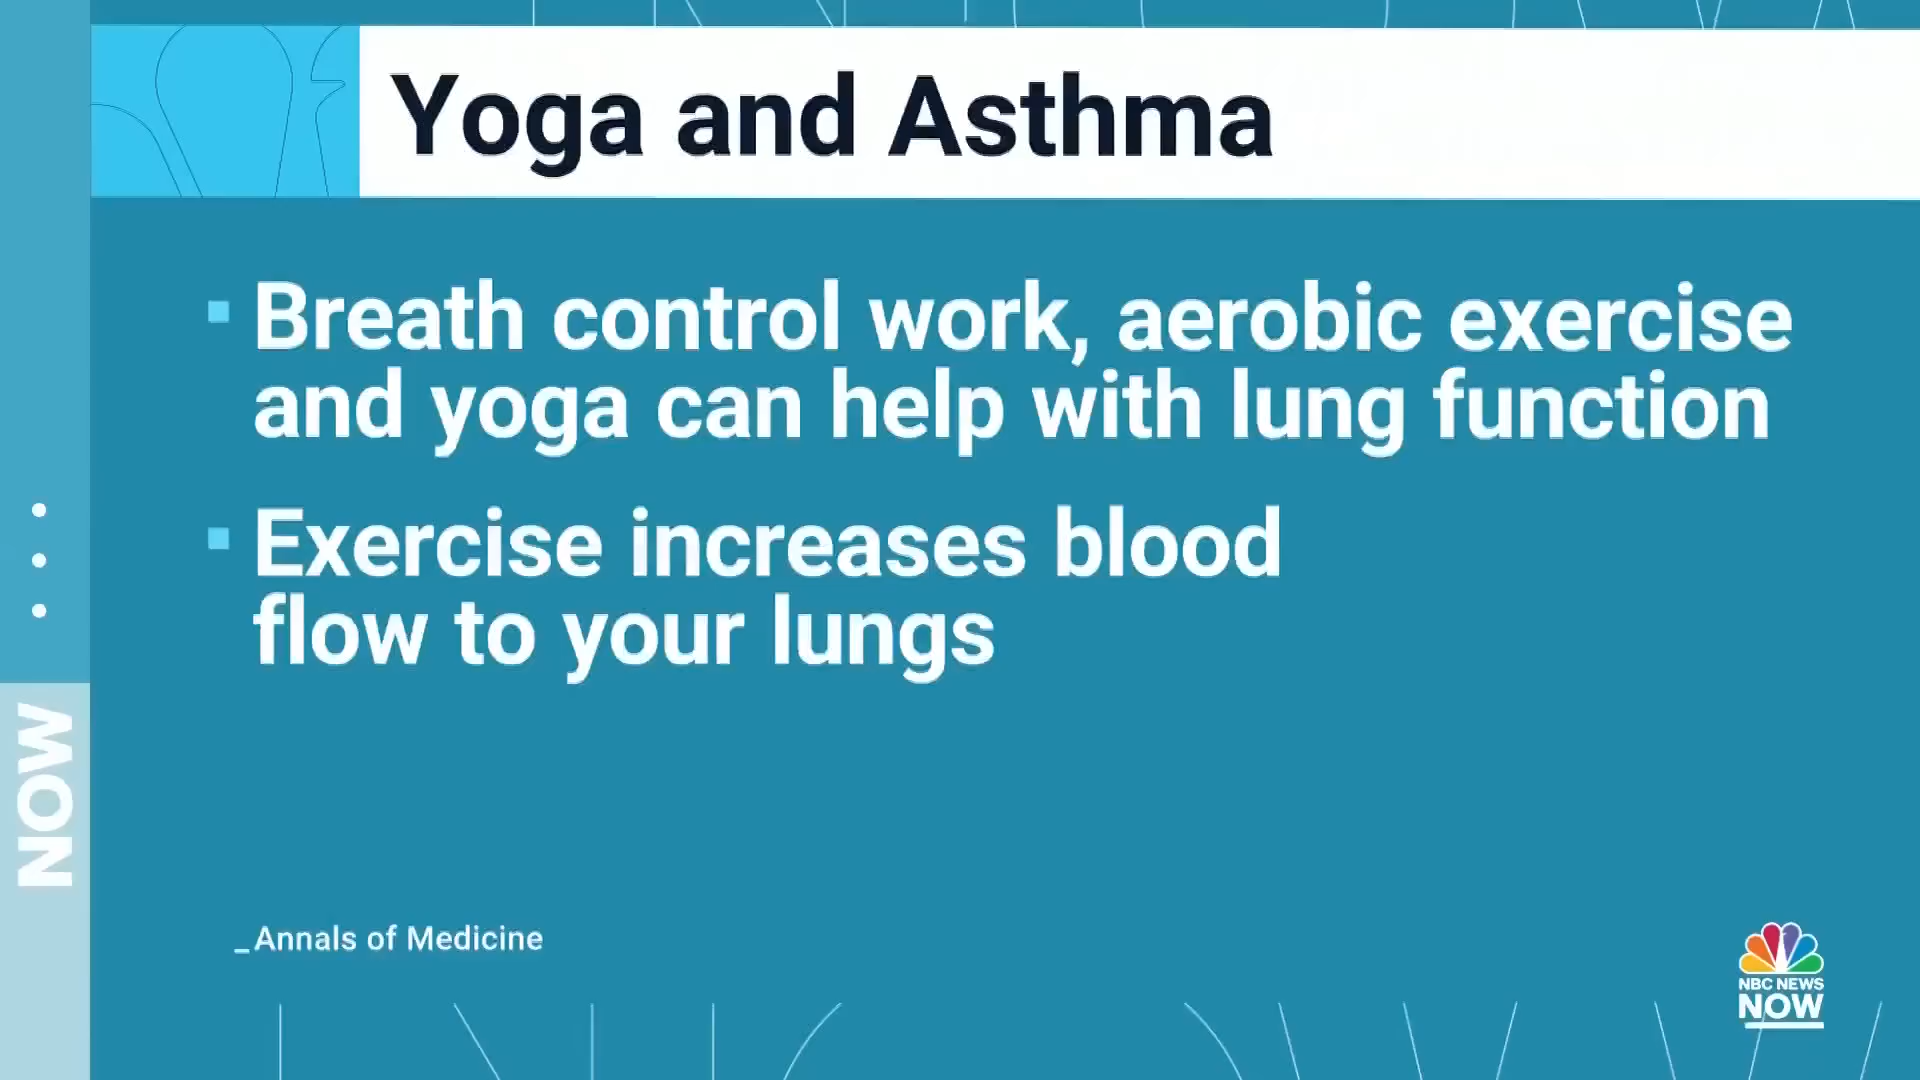 Yoga and Asthma
Breath control work, aerobic exercise
and yoga can help with lung function
Exercise increases blood
flow to your lungs
NOW
_Annals of Medicine
NBC NEWS
NOW